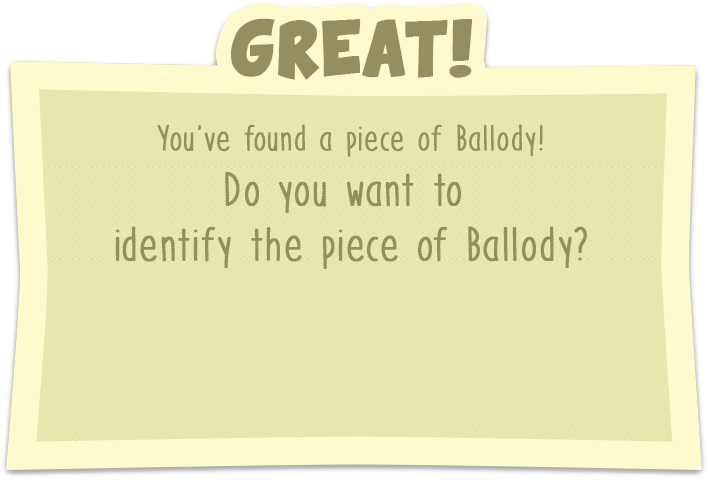 GREAT!
You've found a piece of Ballody!
Do you want to
identify the piece of Ballody?